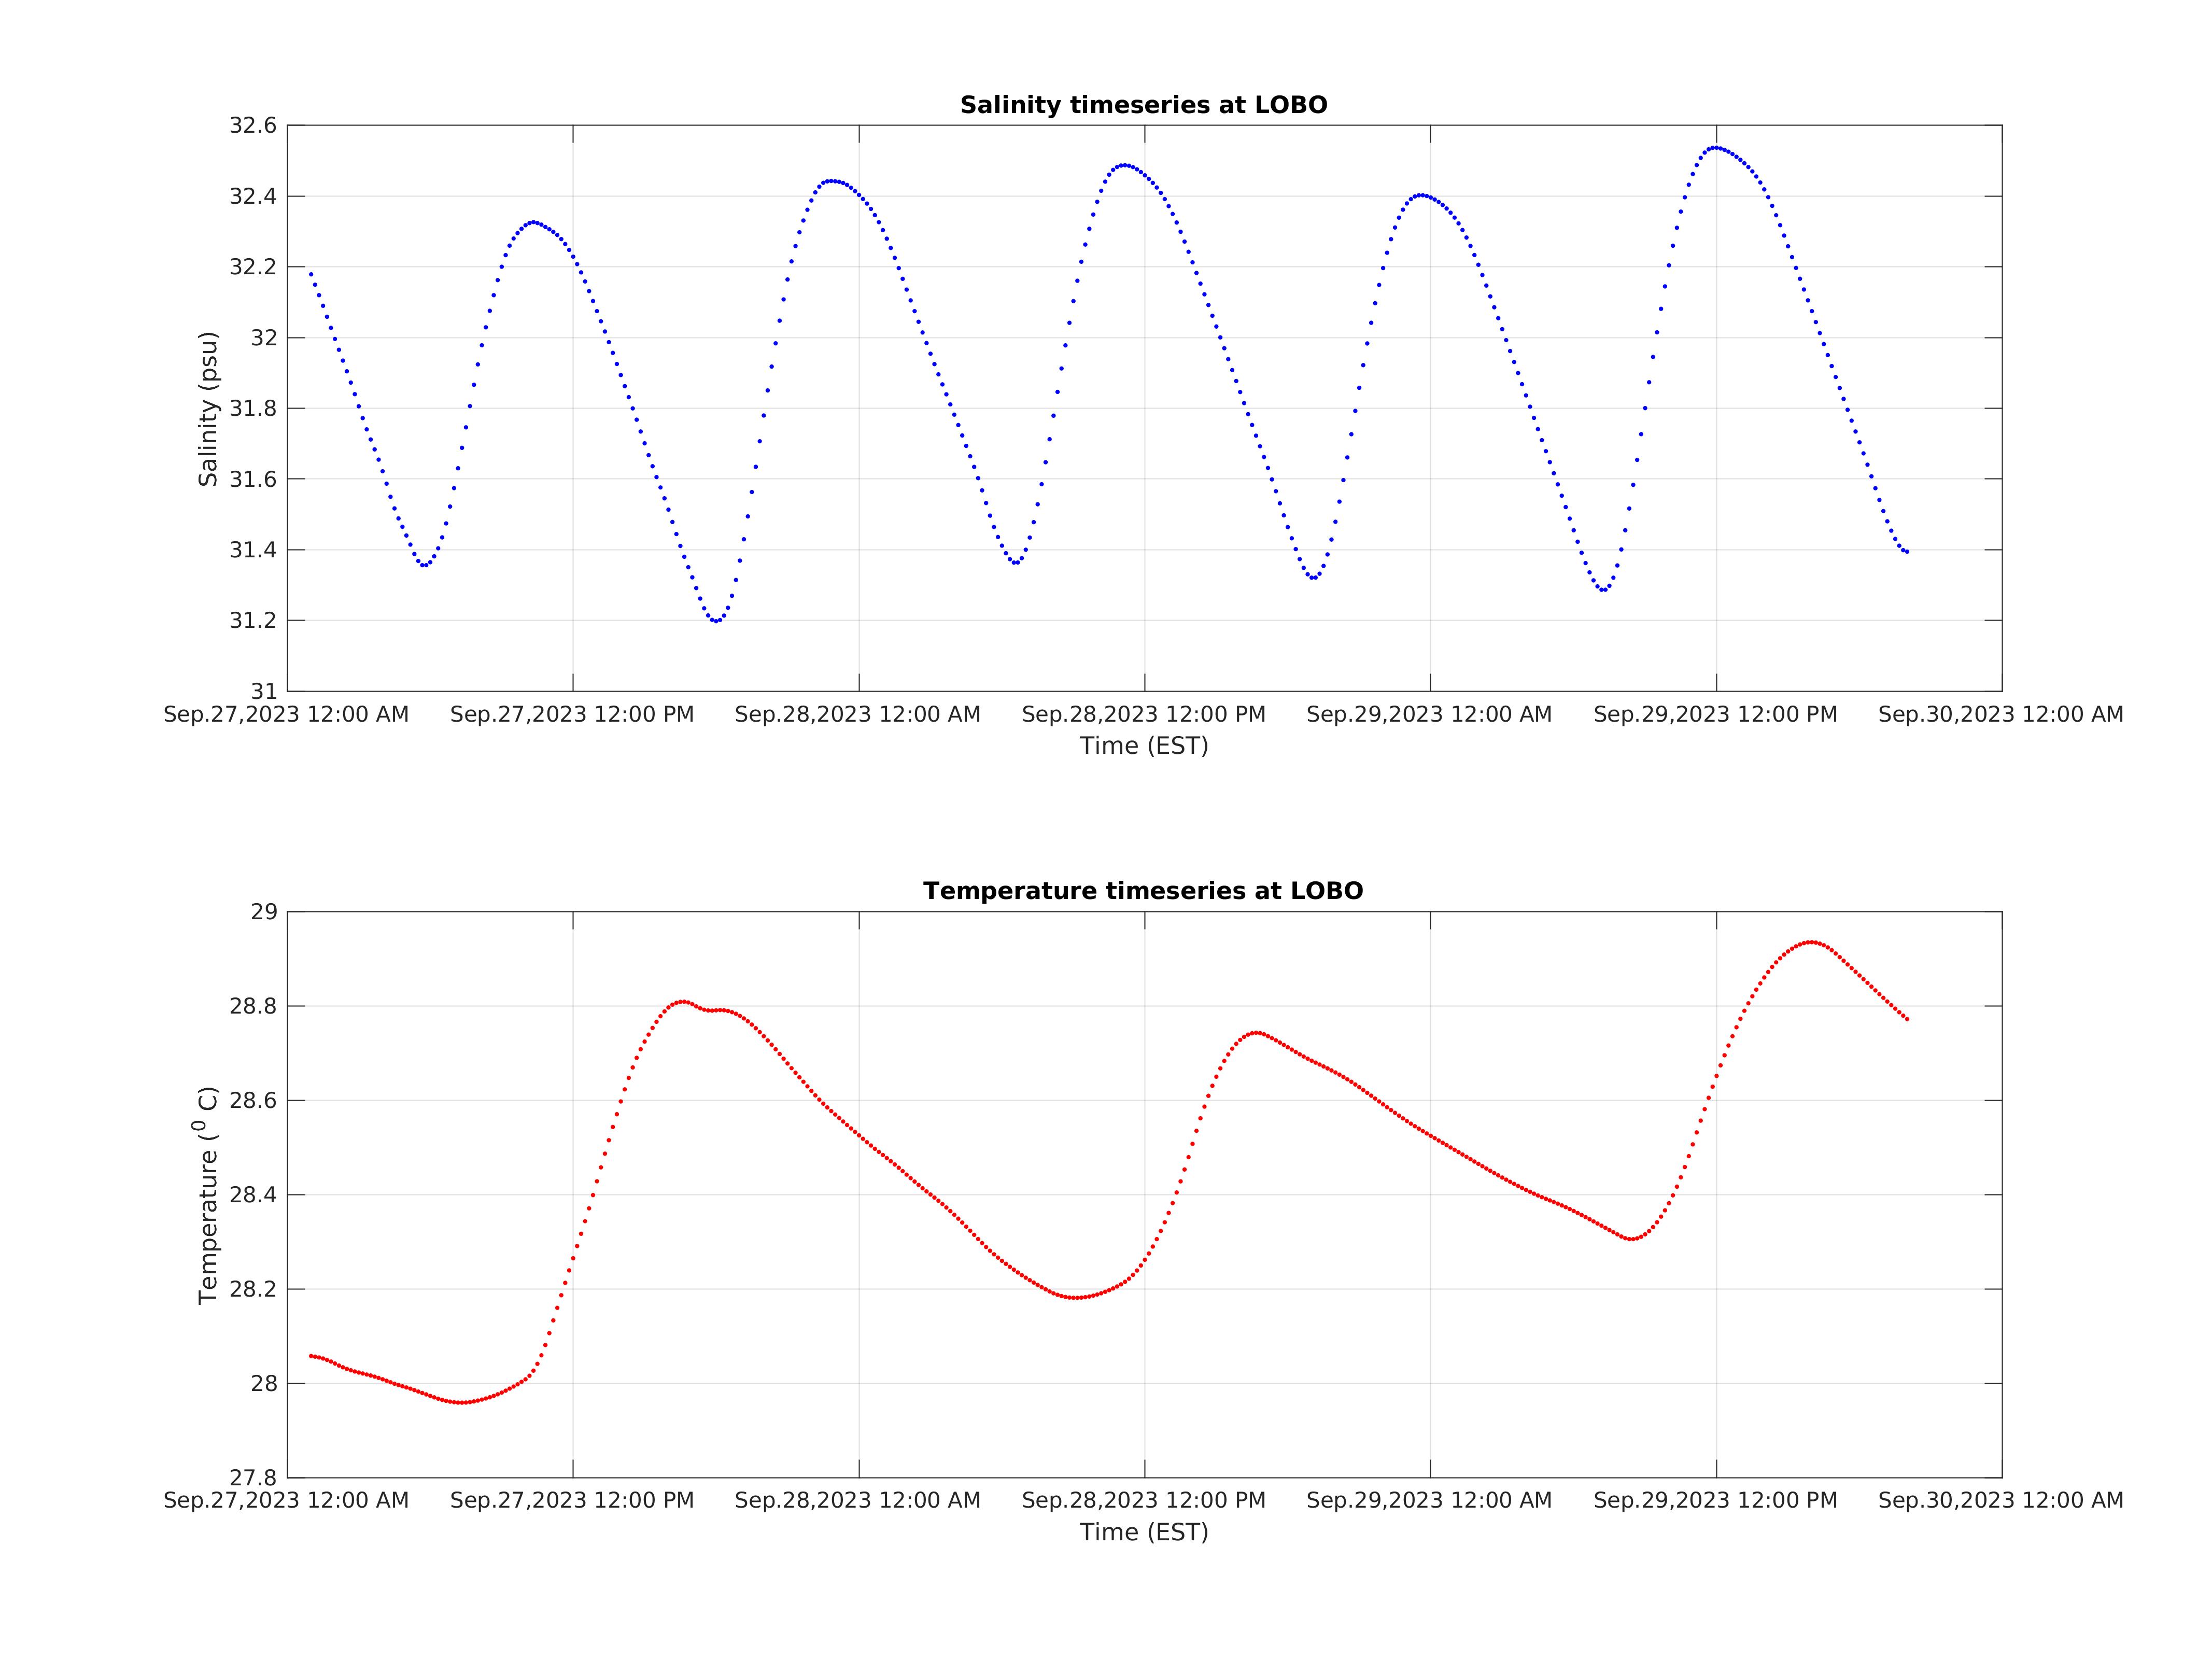 Salinity timeseries at LOBO
32.6
32.4
32.2
32
31.8
31.6
31.4
31.2
31
Salinity (psu)
Sep.27,2023 12:00 AM Sep.27,2023 12:00 PM Sep.28,2023 12:00 AM Sep.28,2023 12:00 PM Sep.29,2023 12:00 AM Sep.29,2023 12:00 PM Sep.30,2023 12:00 AM
Time (EST)
Temperature timeseries at LOBO
29
28.8
28.6
28.4
28.2
28
27.8
Temperature (⁰ C)
Sep.27,2023 12:00 AM Sep.27,2023 12:00 PM Sep.28,2023 12:00 AM Sep.28,2023 12:00 PM Sep.29,2023 12:00 AM Sep.29,2023 12:00 PM Sep.30,2023 12:00 AM
Time (EST)